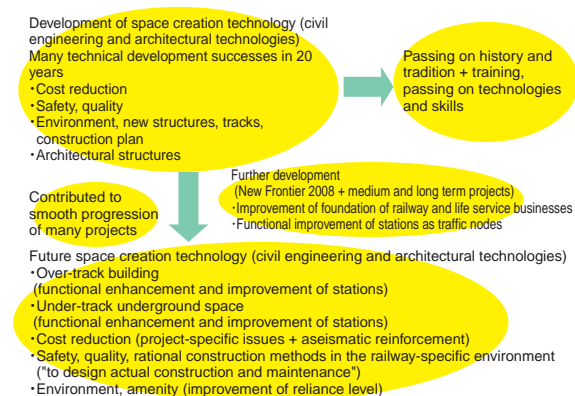 Development of space creation technology (civil
engineering and architectural technologies)
Many technical development successes in 20
years
・Cost reduction
・Safety, quality
・Environment, new structures, tracks,
construction plan
・Architectural structures
Passing on history and
tradition + training,
passing on technologies
and skills
Contributed to
smooth progression
of many projects
Further development
(New Frontier 2008 + medium and long term projects)
・Improvement of foundation of railway and life service businesses
・Functional improvement of stations as traffic nodes
Future space creation technology (civil engineering and architectural technologies)
・Over-track building
(functional enhancement and improvement of stations)
・Under-track underground space
(functional enhancement and improvement of stations)
・Cost reduction (project-specific issues + aseismatic reinforcement)
・Safety, quality, rational construction methods in the railway-specific environment
("to design actual construction and maintenance")
・Environment, amenity (improvement of reliance level)